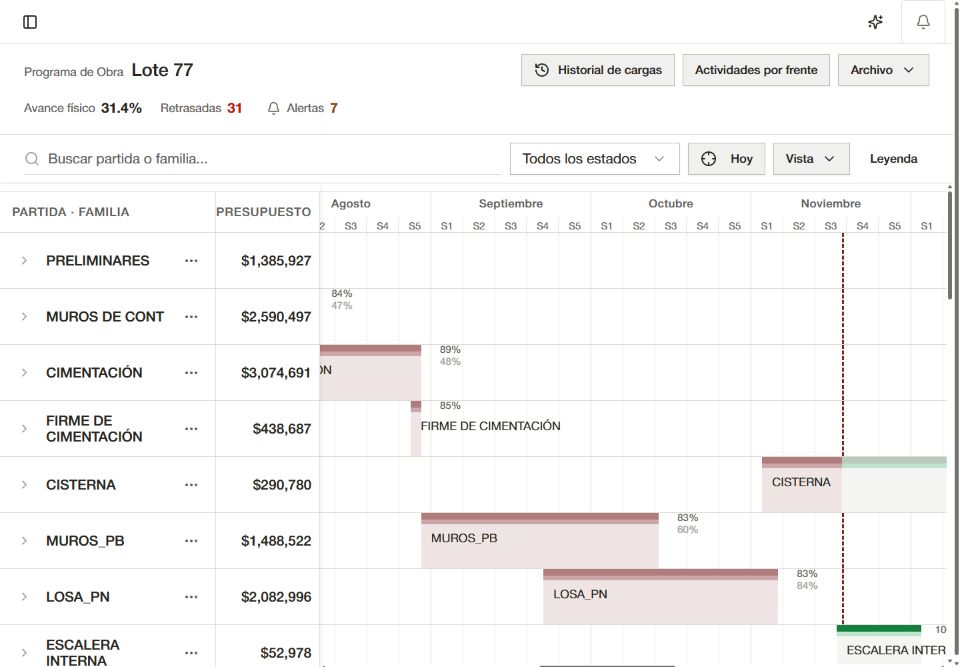 Programa de Obra Lote 77
Historial de cargas
Actividades por frente
Archivo
Avance físico 31.4% Retrasadas 31 Alertas 7
Buscar partida o familia...
Todos los estados
Hoy
Vista
Leyenda
PARTIDA · FAMILIA PRESUPUESTO
Agosto Septiembre Octubre Noviembre
2 S3 S4 S5 S1 S2 S3 S4 S5 S1 S2 S3 S4 S5 S1 S2 S3 S4 S5 S1
PRELIMINARES ... $1,385,927
MUROS DE CONT ... $2,590,497
84%
47%
CIMENTACIÓN ... $3,074,691
ÓN
89%
48%
FIRME DE
CIMENTACIÓN ... $438,687
85%
FIRME DE CIMENTACIÓN
CISTERNA ... $290,780
CISTERNA
MUROS_PB ... $1,488,522
MUROS_PB
83%
60%
LOSA_PN ... $2,082,996
LOSA_PN
83%
84%
ESCALERA
INTERNA ... $52,978
10
ESCALERA INTER